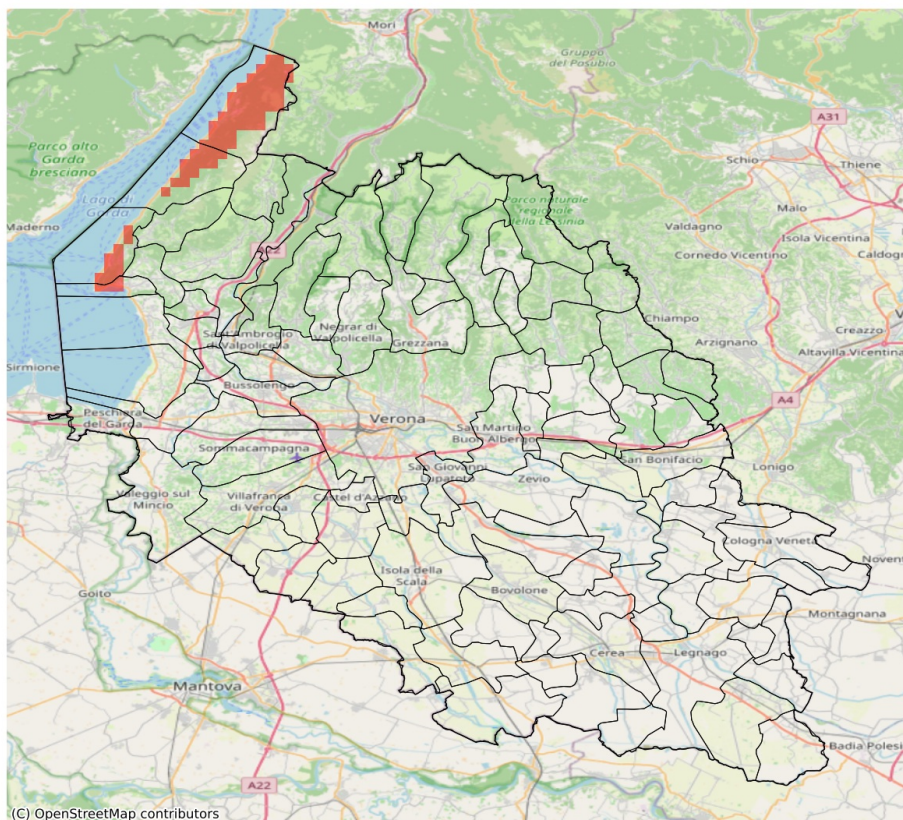 Mori
Gruppo
del Pasubio
A31
Parco alto
Garda
bresciano
Schio
Thiene
Lago di
Garda
Malo
Parco naturale
regionale
della Lessinia
Maderno
Valdagno
Isola Vicentina
Cornedo Vicentino
Caldogno
A22
Chiampo
Negrar di
Valpolicella
Sant'Ambrogio
di Valpolicella
Grezzana
Arzignano
Creazzo
Altavilla Vicentina
Sirmione
Bussolengo
A4
Peschiera
del Garda
Verona
San Martino
Buon Albergo
Sommacampagna
San Bonifacio
Lonigo
San Giovanni
Lupatoto
Zevio
Valeggio sul
Mincio
Villafranca
di Verona
Castel d'Azzano
Cologna Veneta
Noven
Isola della
Scala
Goito
Bovolone
Montagnana
Cerea
Legnago
Mantova
Badia Polesi
A22
(C) OpenStreetMap contributors